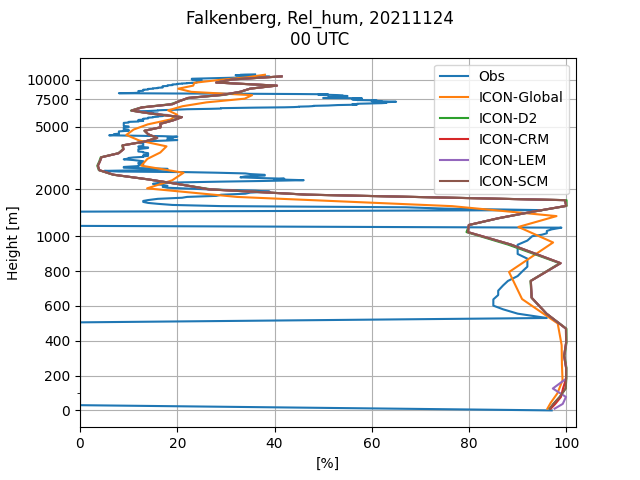 Falkenberg, Rel_hum, 20211124
00 UTC
Obs
ICON-Global
ICON-D2
ICON-CRM
ICON-LEM
ICON-SCM
Height [m]
10000
7500
5000
2000
1000
800
600
400
200
0
0 20 40 60 80 100
[%]